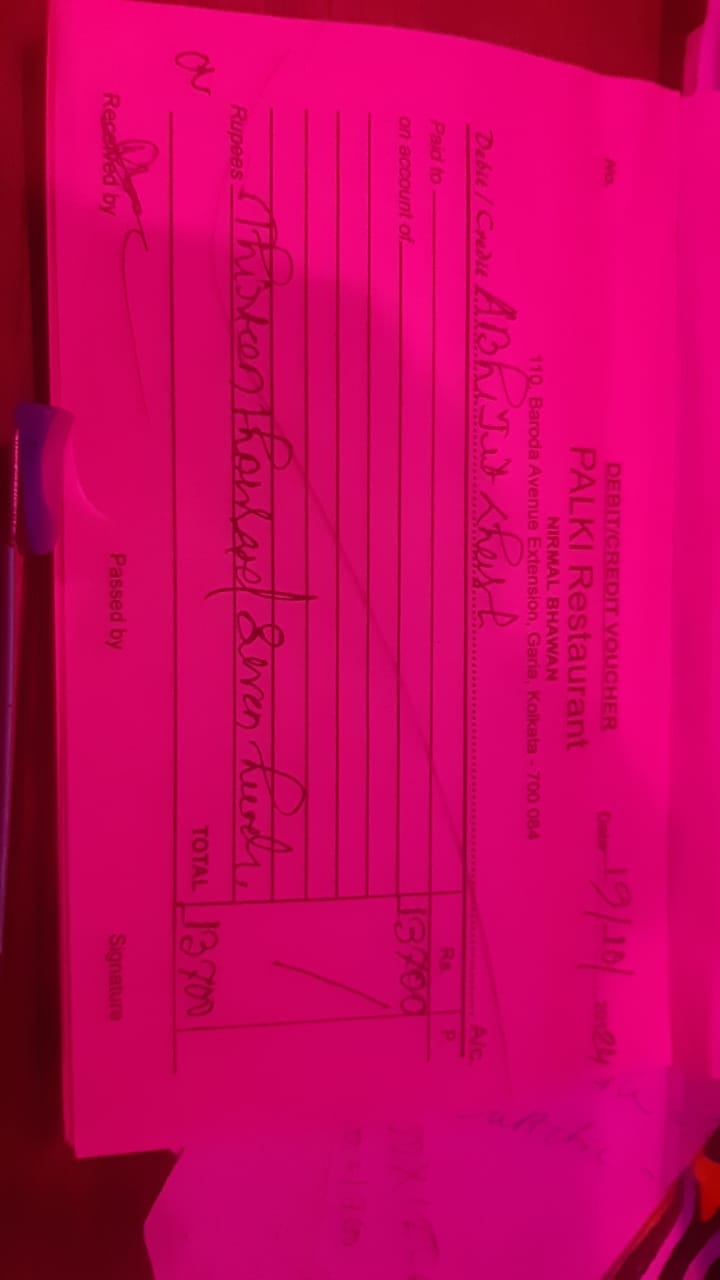 DEBIT/CREDIT VOUCHER
No.
PALKI Restaurant
Date 19/10/ 2024
NIRMAL BHAWAN
110, Baroda Avenue Extension, Garia, Kolkata - 700 084
Debit / Credit ABhiJit A/c.
Paid to Rs. P.
on account of 13700
Rupees Thirteen Thousand Seven hundr.
TOTAL 13700
Received by Passed by Signature